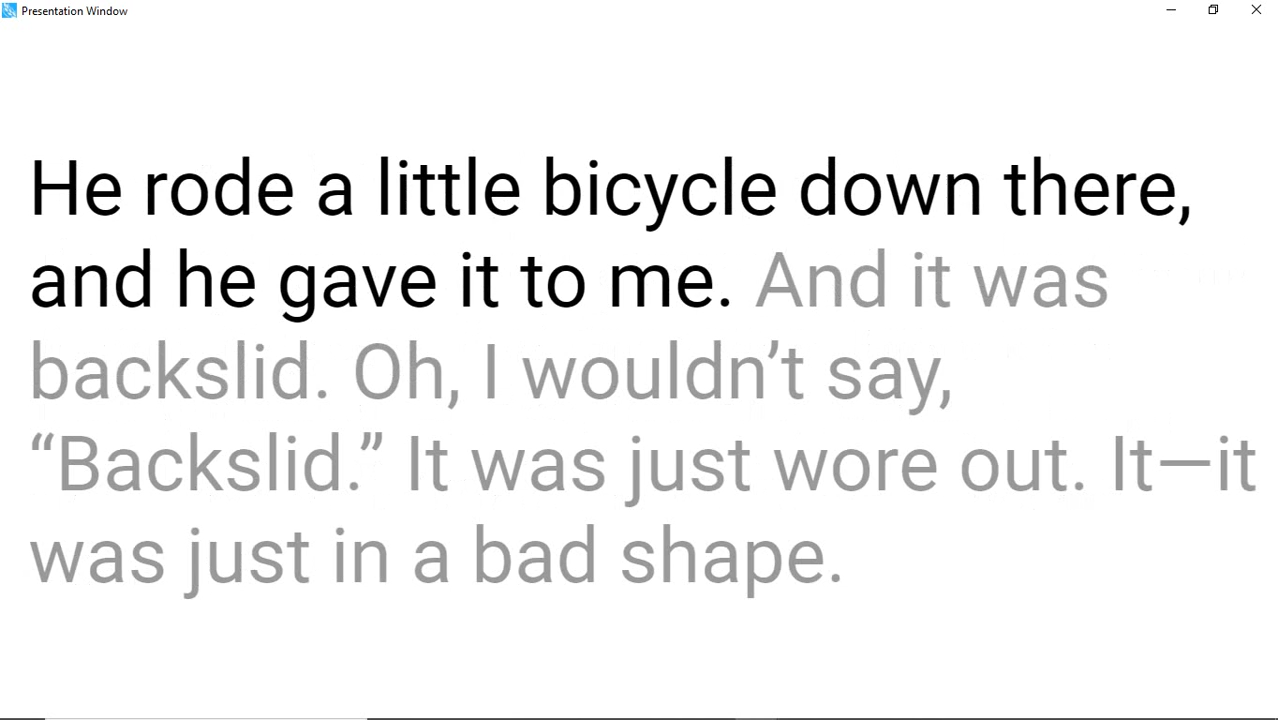 Presentation Window
He rode a little bicycle down there,
and he gave it to me. And it was
backslid. Oh, I wouldn’t say,
“Backslid.” It was just wore out. It—it
was just in a bad shape.